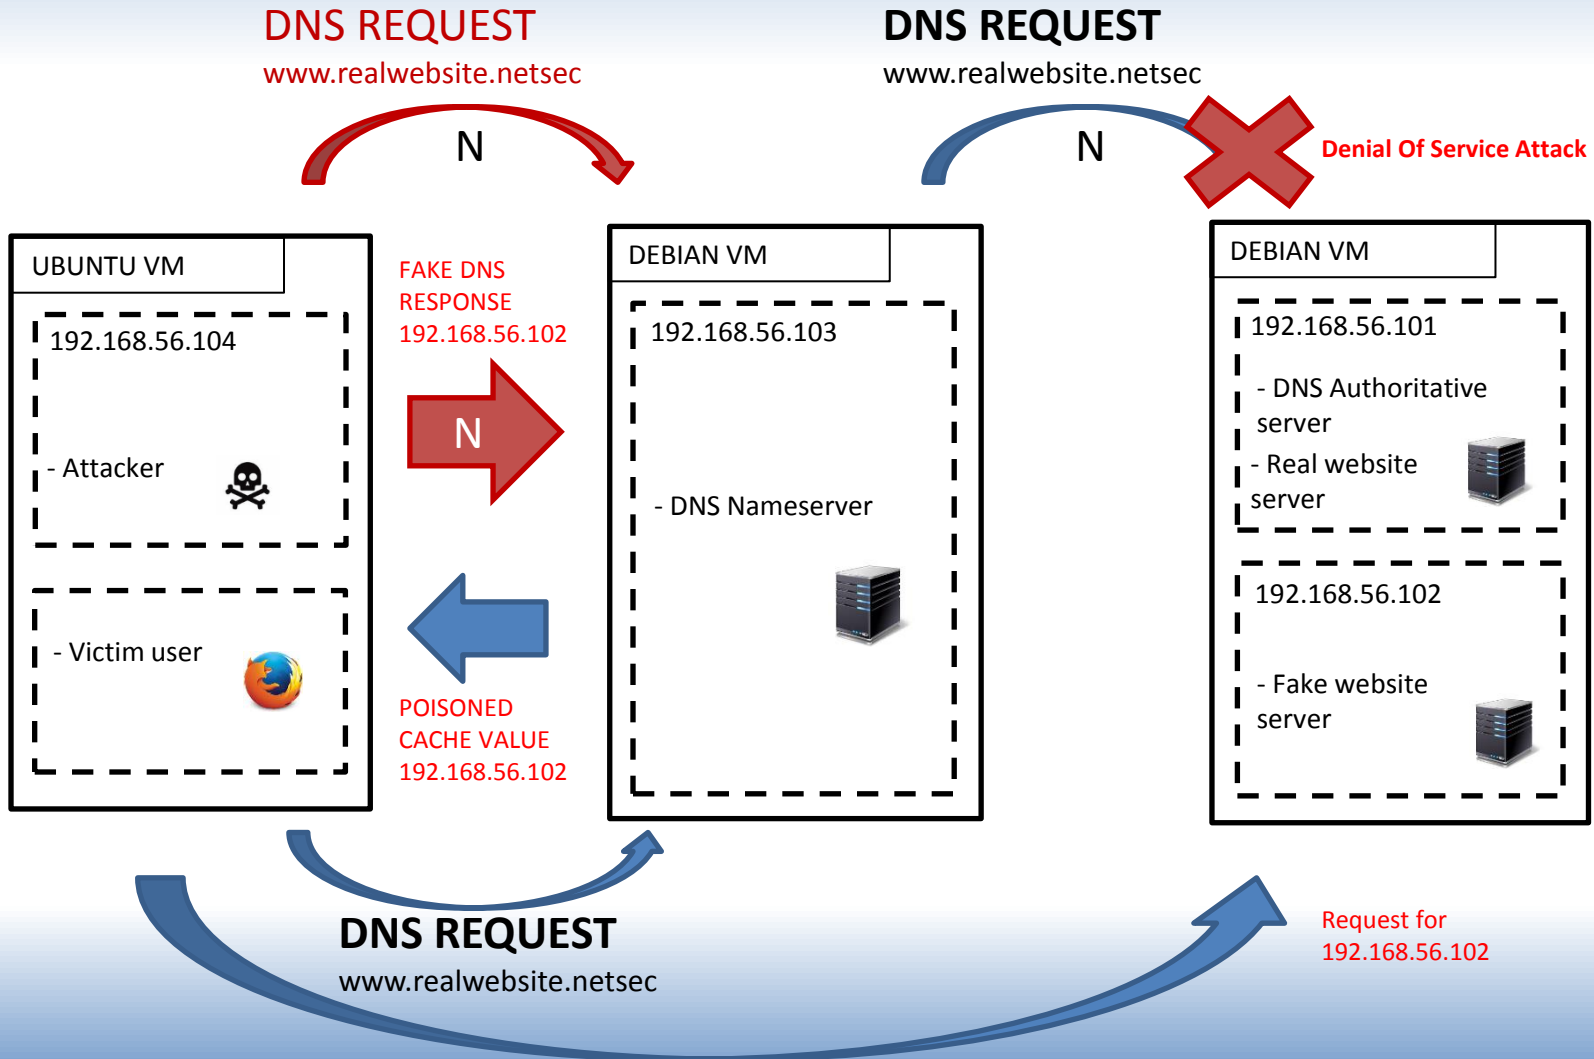 DNS REQUEST
www.realwebsite.netsec
N
DNS REQUEST
www.realwebsite.netsec
N
Denial Of Service Attack
UBUNTU VM
192.168.56.104
- Attacker
- Victim user
FAKE DNS
RESPONSE
192.168.56.102
N
POISONED
CACHE VALUE
192.168.56.102
DEBIAN VM
192.168.56.103
- DNS Nameserver
DEBIAN VM
192.168.56.101
- DNS Authoritative
server
- Real website
server
192.168.56.102
- Fake website
server
DNS REQUEST
www.realwebsite.netsec
Request for
192.168.56.102